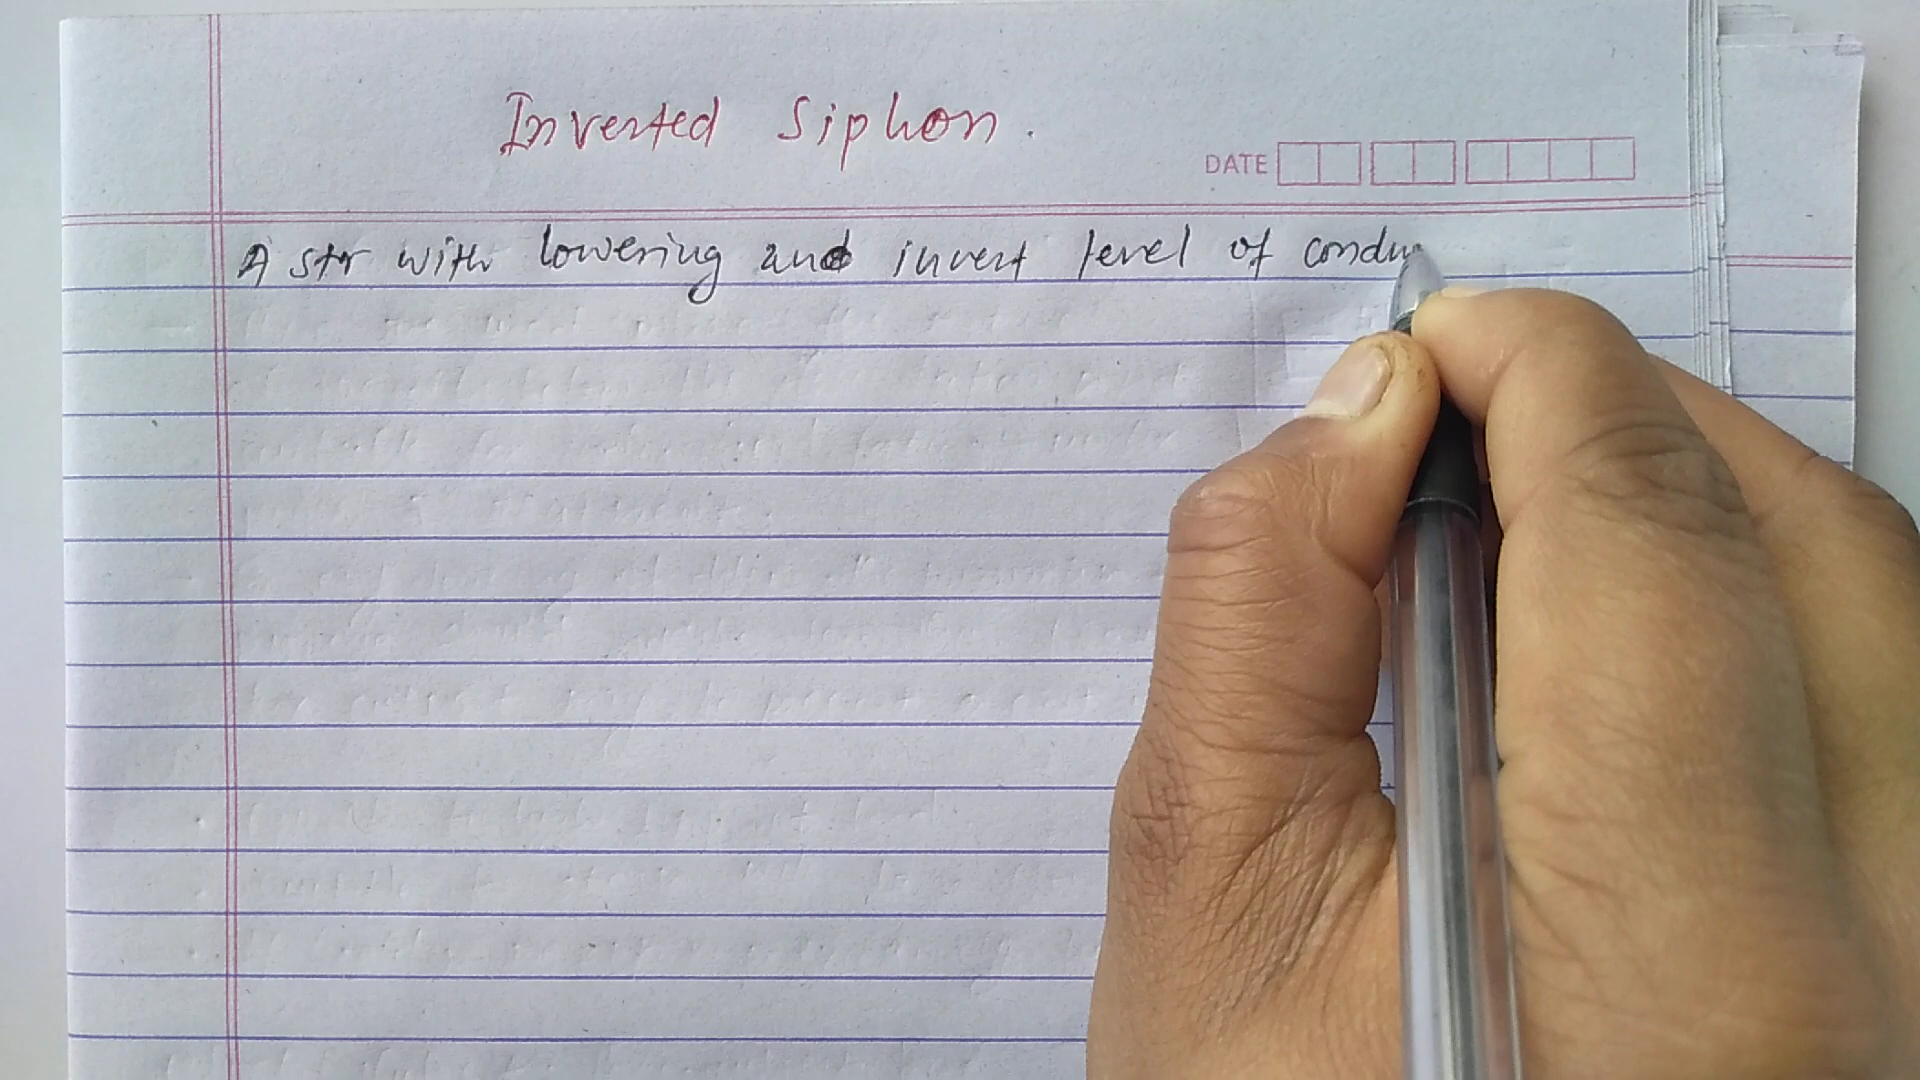 Inverted Siphon.
DATE
A str with lowering and invert level of condu